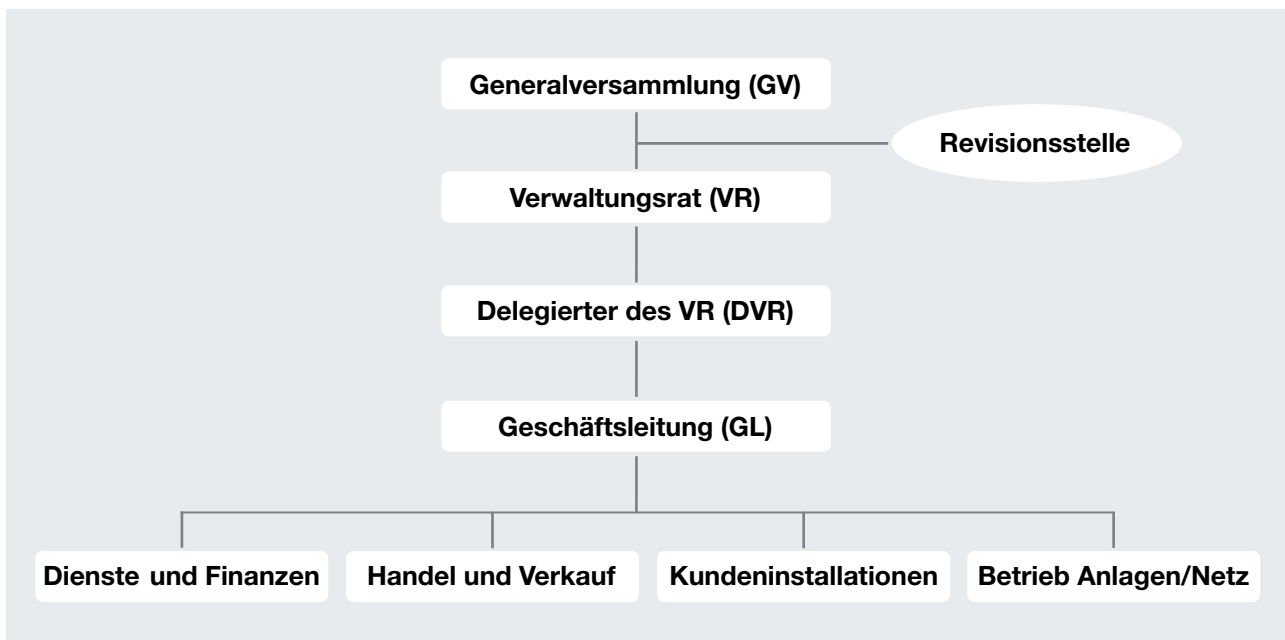 Generalversammlung (GV)
Revisionsstelle
Verwaltungsrat (VR)
Delegierter des VR (DVR)
Geschäftsleitung (GL)
Dienste und Finanzen
Handel und Verkauf
Kundeninstallationen
Betrieb Anlagen/Netz